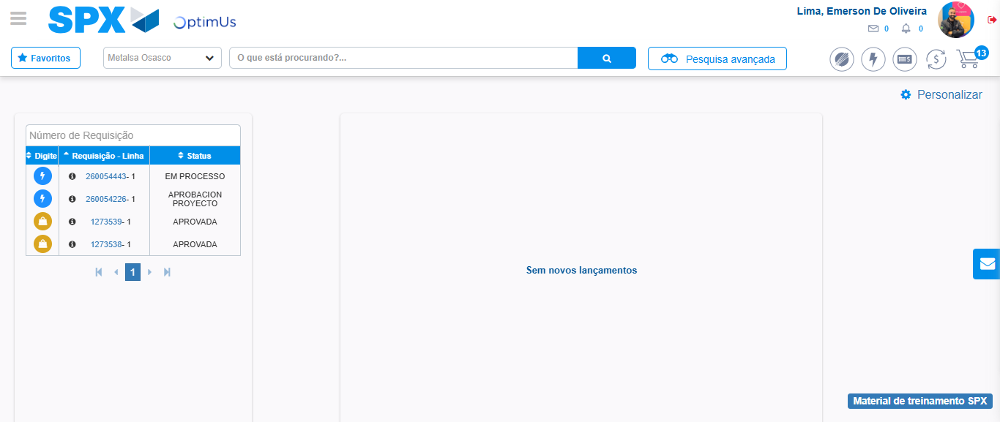 SPX
OptimUs
Lima, Emerson De Oliveira
0 0
Favoritos
Metalsa Osasco
O que está procurando?...
Pesquisa avançada
$
13
Personalizar
Número de Requisição
Digite Requisição - Linha Status
260054443- 1 EM PROCESSO
260054226- 1 APROBACION
PROYECTO
1273539- 1 APROVADA
1273538- 1 APROVADA
1
Sem novos lançamentos
Material de treinamento SPX